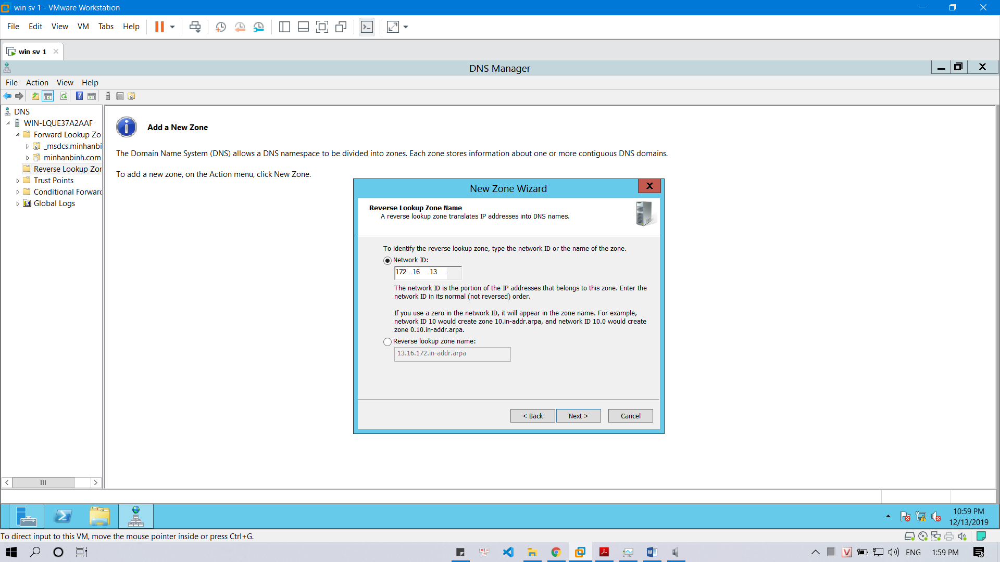 win sv 1 - VMware Workstation
File Edit View VM Tabs Help
win sv 1
DNS Manager
File Action View Help
DNS
WIN-LQUE37A2AAF
Forward Lookup Zo
_msdcs.minhanbi
minhanbinh.com
Reverse Lookup Zor
Trust Points
Conditional Forward
Global Logs
Add a New Zone
The Domain Name System (DNS) allows a DNS namespace to be divided into zones. Each zone stores information about one or more contiguous DNS domains.
To add a new zone, on the Action menu, click New Zone.
New Zone Wizard
Reverse Lookup Zone Name
A reverse lookup zone translates IP addresses into DNS names.
To identify the reverse lookup zone, type the network ID or the name of the zone.
Network ID:
172 .16 .13 .
The network ID is the portion of the IP addresses that belongs to this zone. Enter the
network ID in its normal (not reversed) order.
If you use a zero in the network ID, it will appear in the zone name. For example,
network ID 10 would create zone 10.in-addr.arpa, and network ID 10.0 would create
zone 0.10.in-addr.arpa.
Reverse lookup zone name:
13.16.172.in-addr.arpa
< Back Next > Cancel
10:59 PM
12/13/2019
To direct input to this VM, move the mouse pointer inside or press Ctrl+G.
ENG 1:59 PM